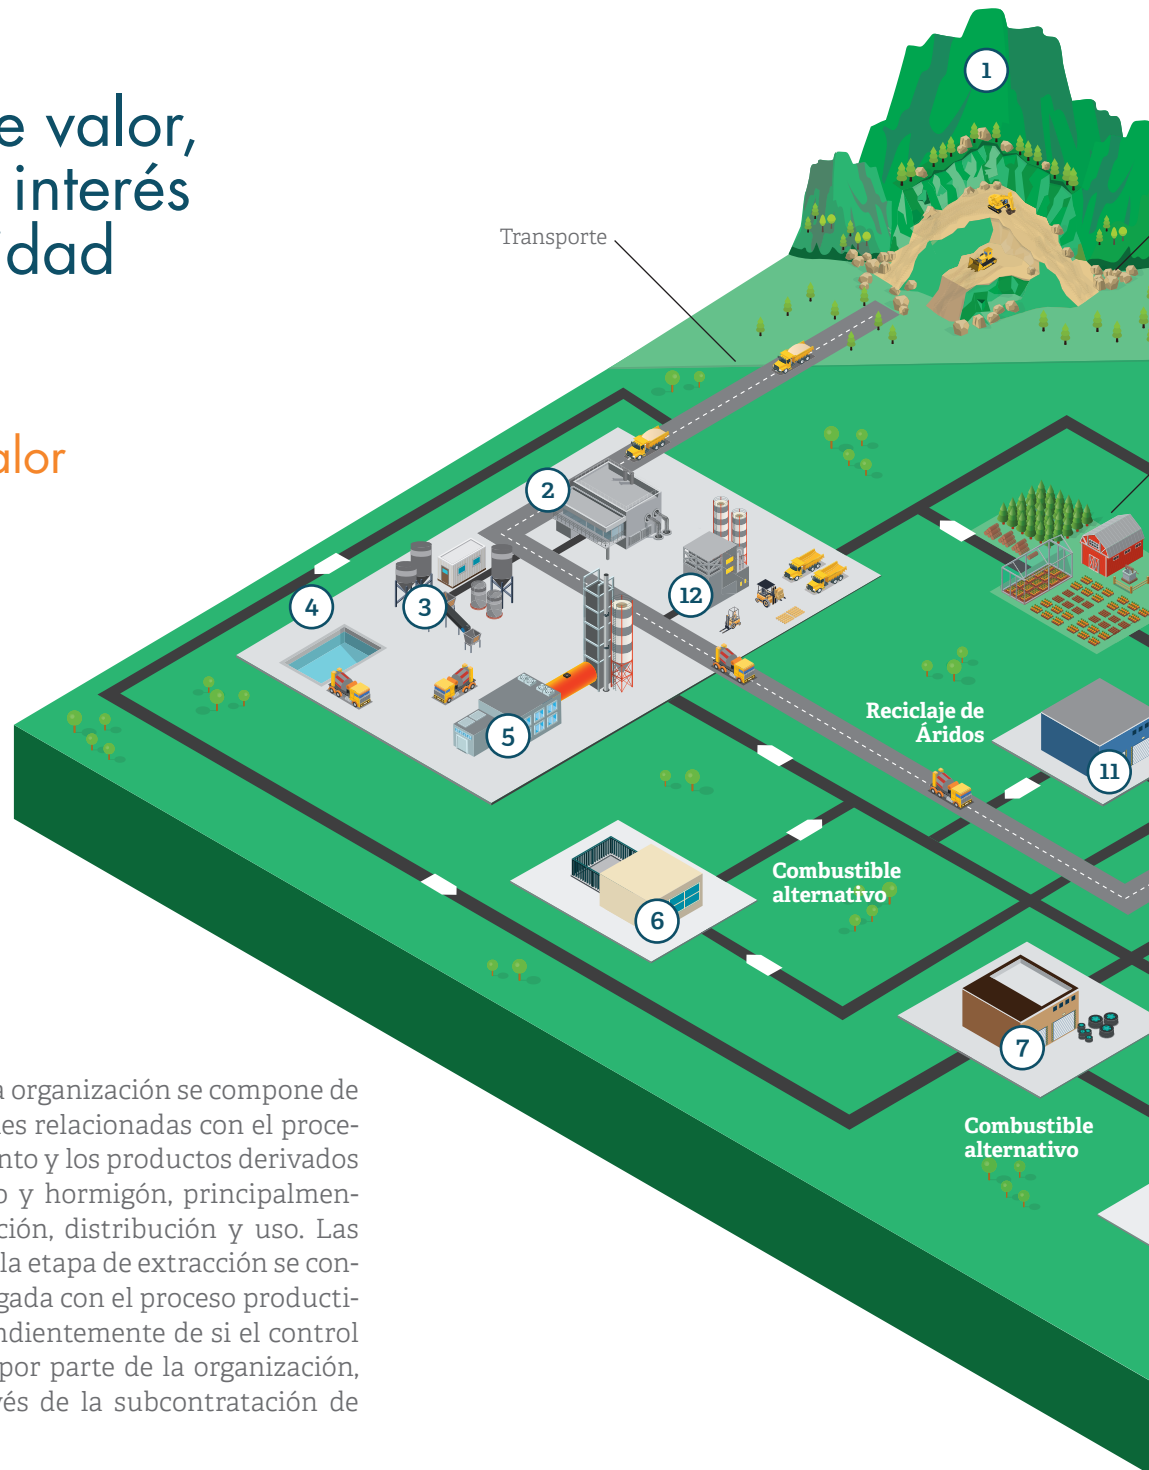 e valor,
interés
idad
alor
Transporte
1
2
3
4
12
5
Reciclaje de
Áridos
11
6
Combustible
alternativo
7
Combustible
alternativo
a organización se compone de
es relacionadas con el proce-
nto y los productos derivados
o y hormigón, principalmen-
ción, distribución y uso. Las
la etapa de extracción se con-
gada con el proceso producti-
ndientemente de si el control
por parte de la organización,
vés de la subcontratación de